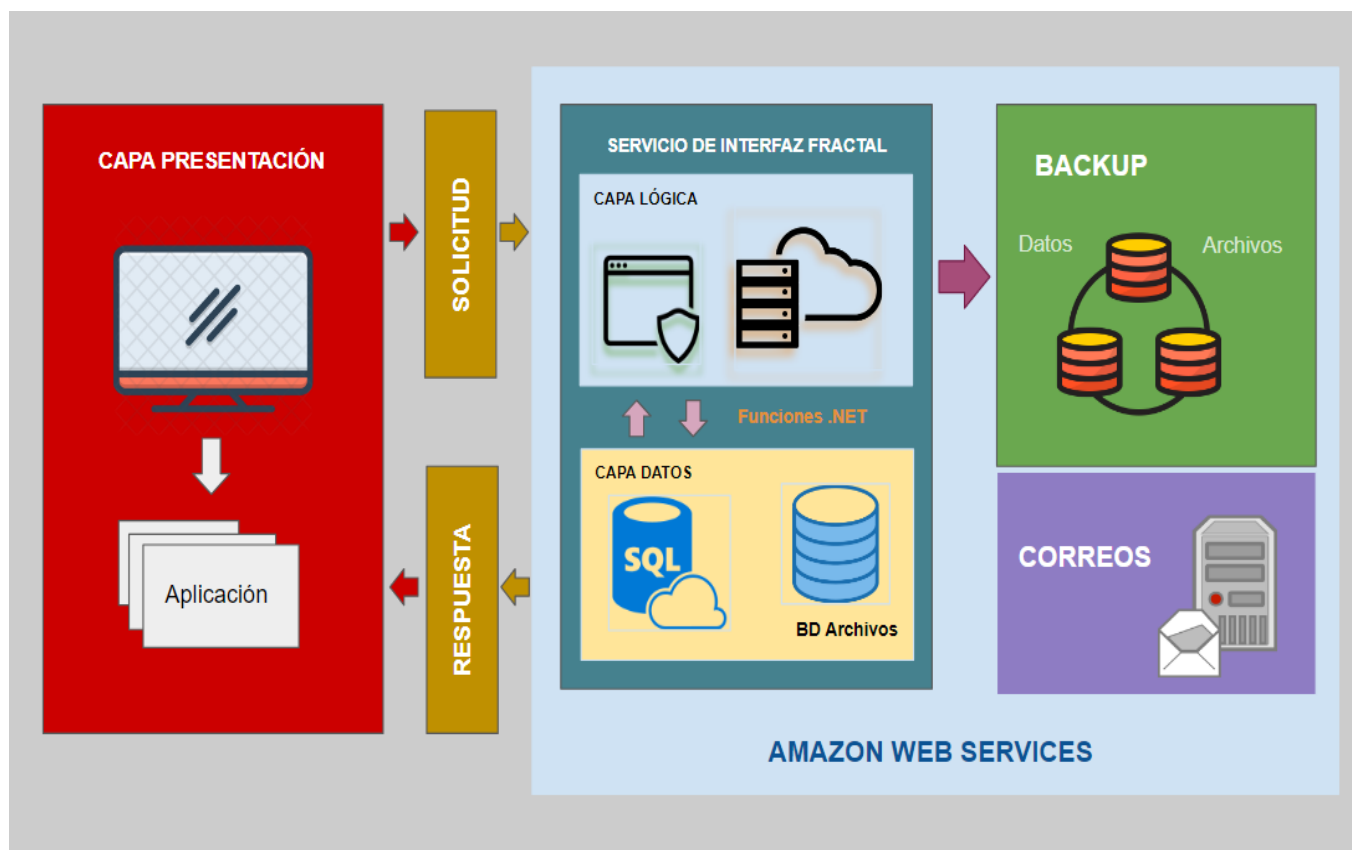 CAPA PRESENTACIÓN
Aplicación
SOLICITUD
RESPUESTA
SERVICIO DE INTERFAZ FRACTAL
CAPA LÓGICA
Funciones .NET
CAPA DATOS
SQL
BD Archivos
BACKUP
Datos
Archivos
CORREOS
AMAZON WEB SERVICES